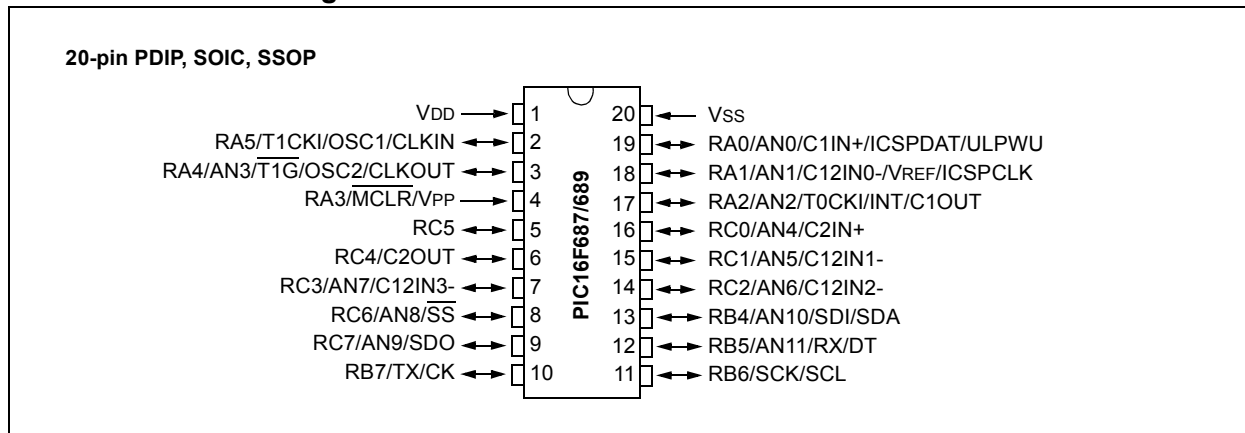 20-pin PDIP, SOIC, SSOP
VDD 1 20 VSS
RA5/T1CKI/OSC1/CLKIN 2 19 RA0/AN0/C1IN+/ICSPDAT/ULPWU
RA4/AN3/T1G/OSC2/CLKOUT 3 18 RA1/AN1/C12IN0-/VREF/ICSPCLK
RA3/MCLR/VPP 4 17 RA2/AN2/T0CKI/INT/C1OUT
RC5 5 16 RC0/AN4/C2IN+
RC4/C2OUT 6 15 RC1/AN5/C12IN1-
RC3/AN7/C12IN3- 7 14 RC2/AN6/C12IN2-
RC6/AN8/SS 8 13 RB4/AN10/SDI/SDA
RC7/AN9/SDO 9 12 RB5/AN11/RX/DT
RB7/TX/CK 10 11 RB6/SCK/SCL
PIC16F687/689